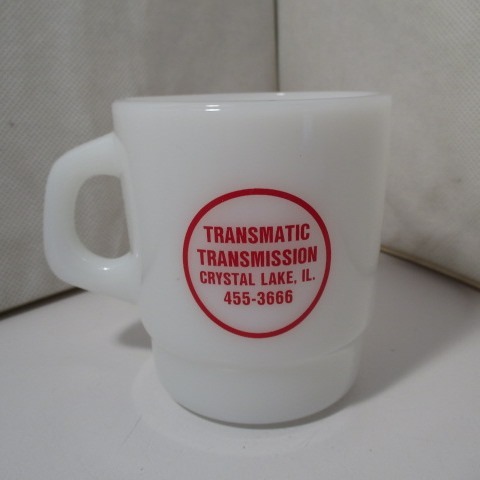 TRANSMATIC
TRANSMISSION
CRYSTAL LAKE, IL.
455-3666